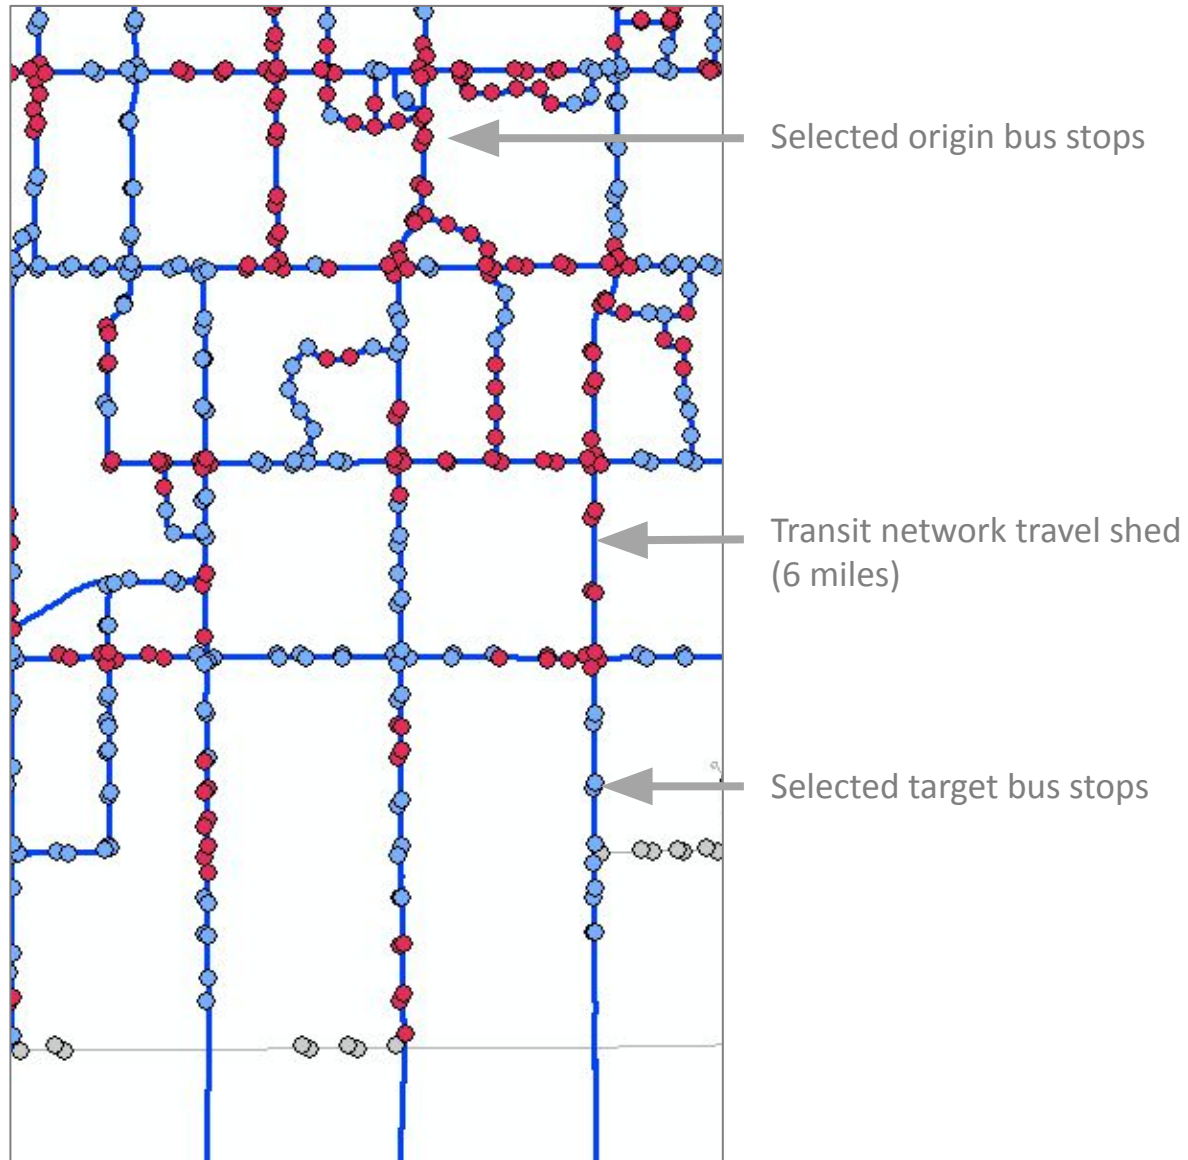 Selected origin bus stops
Transit network travel shed
(6 miles)
Selected target bus stops